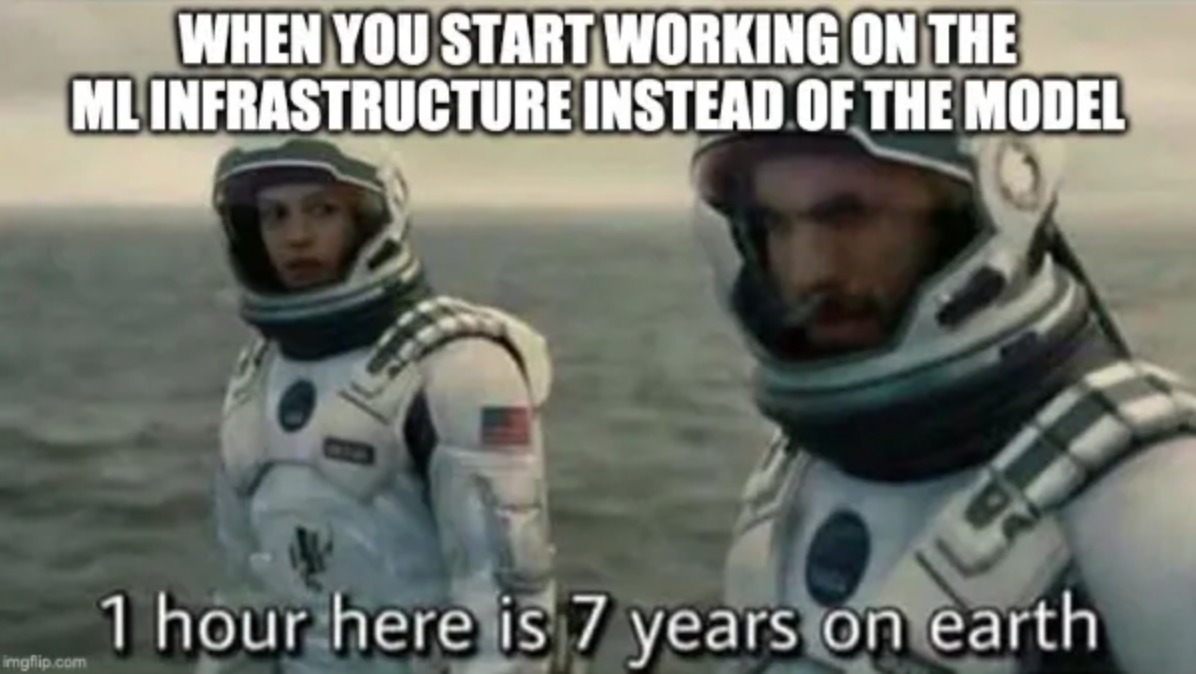 WHEN YOU START WORKING ON THE
ML INFRASTRUCTURE INSTEAD OF THE MODEL
1 hour here is 7 years on earth
imgflip.com